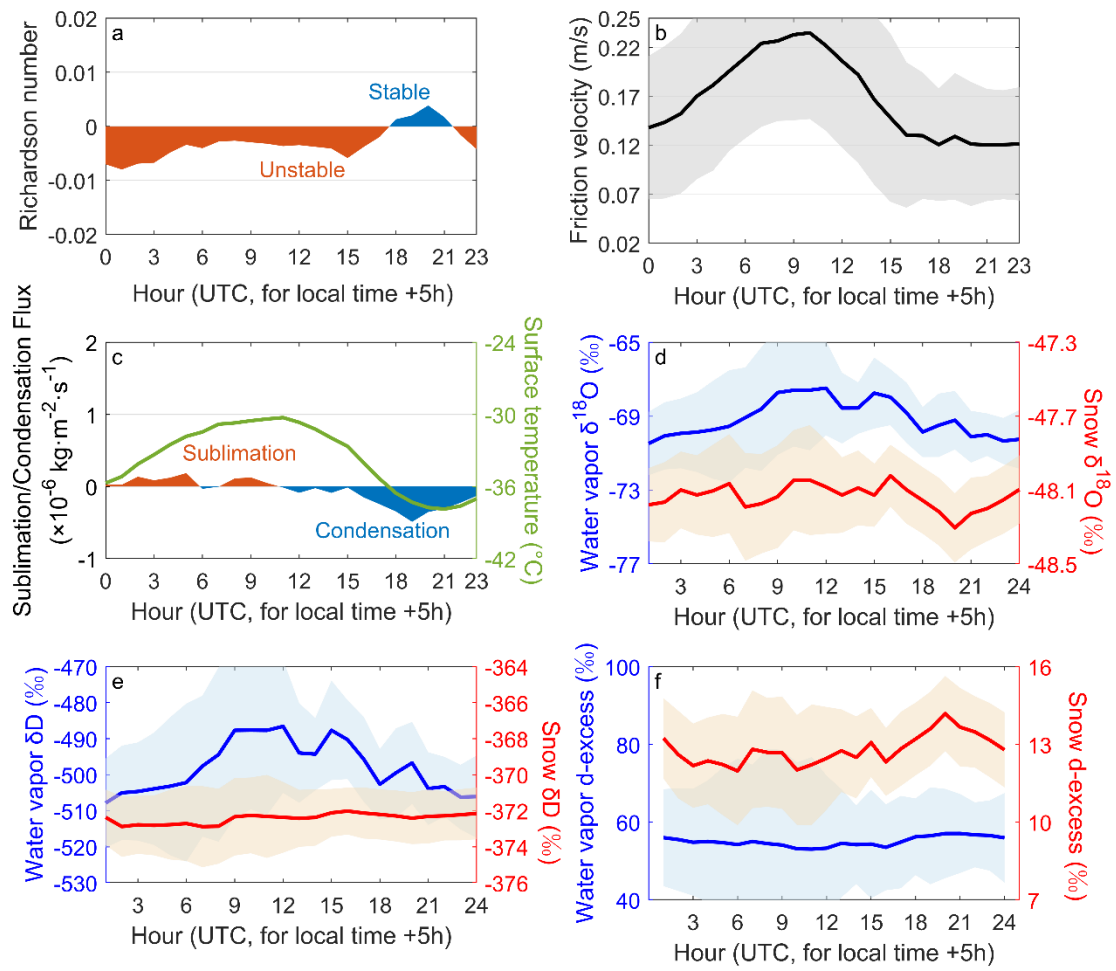 a
0.02
0.01
0
-0.01
-0.02
Richardson number
Stable
Unstable
0 3 6 9 12 15 18 21 23
Hour (UTC, for local time +5h)
b
0.25
0.22
0.17
0.12
0.07
0.02
Friction velocity (m/s)
0 3 6 9 12 15 18 21 23
Hour (UTC, for local time +5h)
c
Sublimation/Condensation Flux
(×10⁻⁶ kg·m⁻²·s⁻¹)
2
1
0
-1
Sublimation
Condensation
-24
-30
-36
-42
Surface temperature (°C)
0 3 6 9 12 15 18 21 23
Hour (UTC, for local time +5h)
d
Water vapor δ¹⁸O (‰)
-65
-69
-73
-77
-47.3
-47.7
-48.1
-48.5
Snow δ¹⁸O (‰)
3 6 9 12 15 18 21 24
Hour (UTC, for local time +5h)
e
Water vapor δD (‰)
-470
-480
-490
-500
-510
-520
-530
-364
-366
-368
-370
-372
-374
-376
Snow δD (‰)
3 6 9 12 15 18 21 24
Hour (UTC, for local time +5h)
f
Water vapor d-excess (‰)
100
80
60
40
16
13
10
7
Snow d-excess (‰)
3 6 9 12 15 18 21 24
Hour (UTC, for local time +5h)